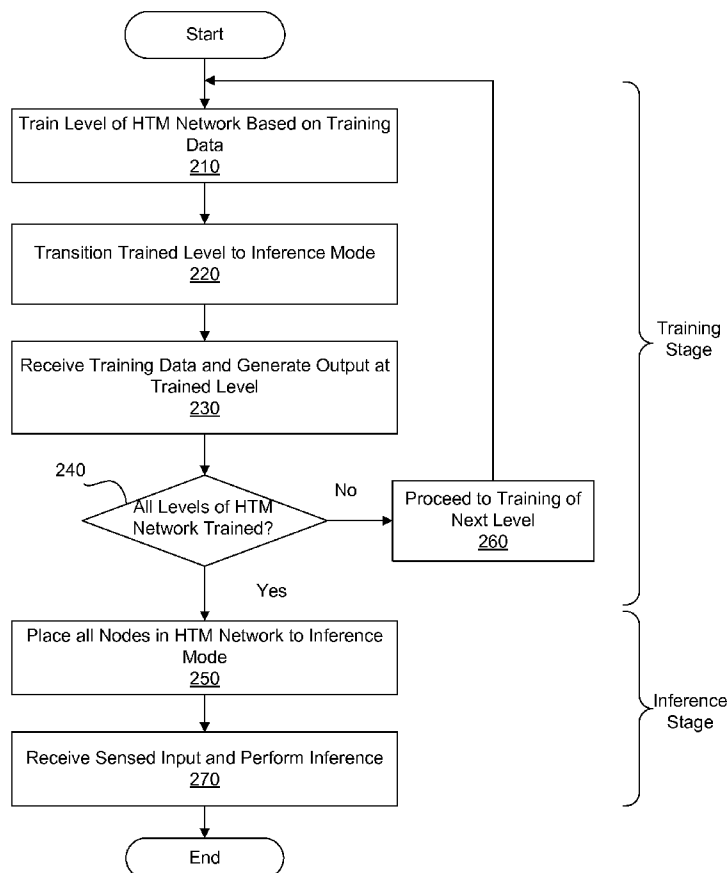 Start
Train Level of HTM Network Based on Training
Data
210
Transition Trained Level to Inference Mode
220
Receive Training Data and Generate Output at
Trained Level
230
240
All Levels of HTM
Network Trained?
No
Proceed to Training of
Next Level
260
Yes
Training
Stage
Place all Nodes in HTM Network to Inference
Mode
250
Receive Sensed Input and Perform Inference
270
Inference
Stage
End